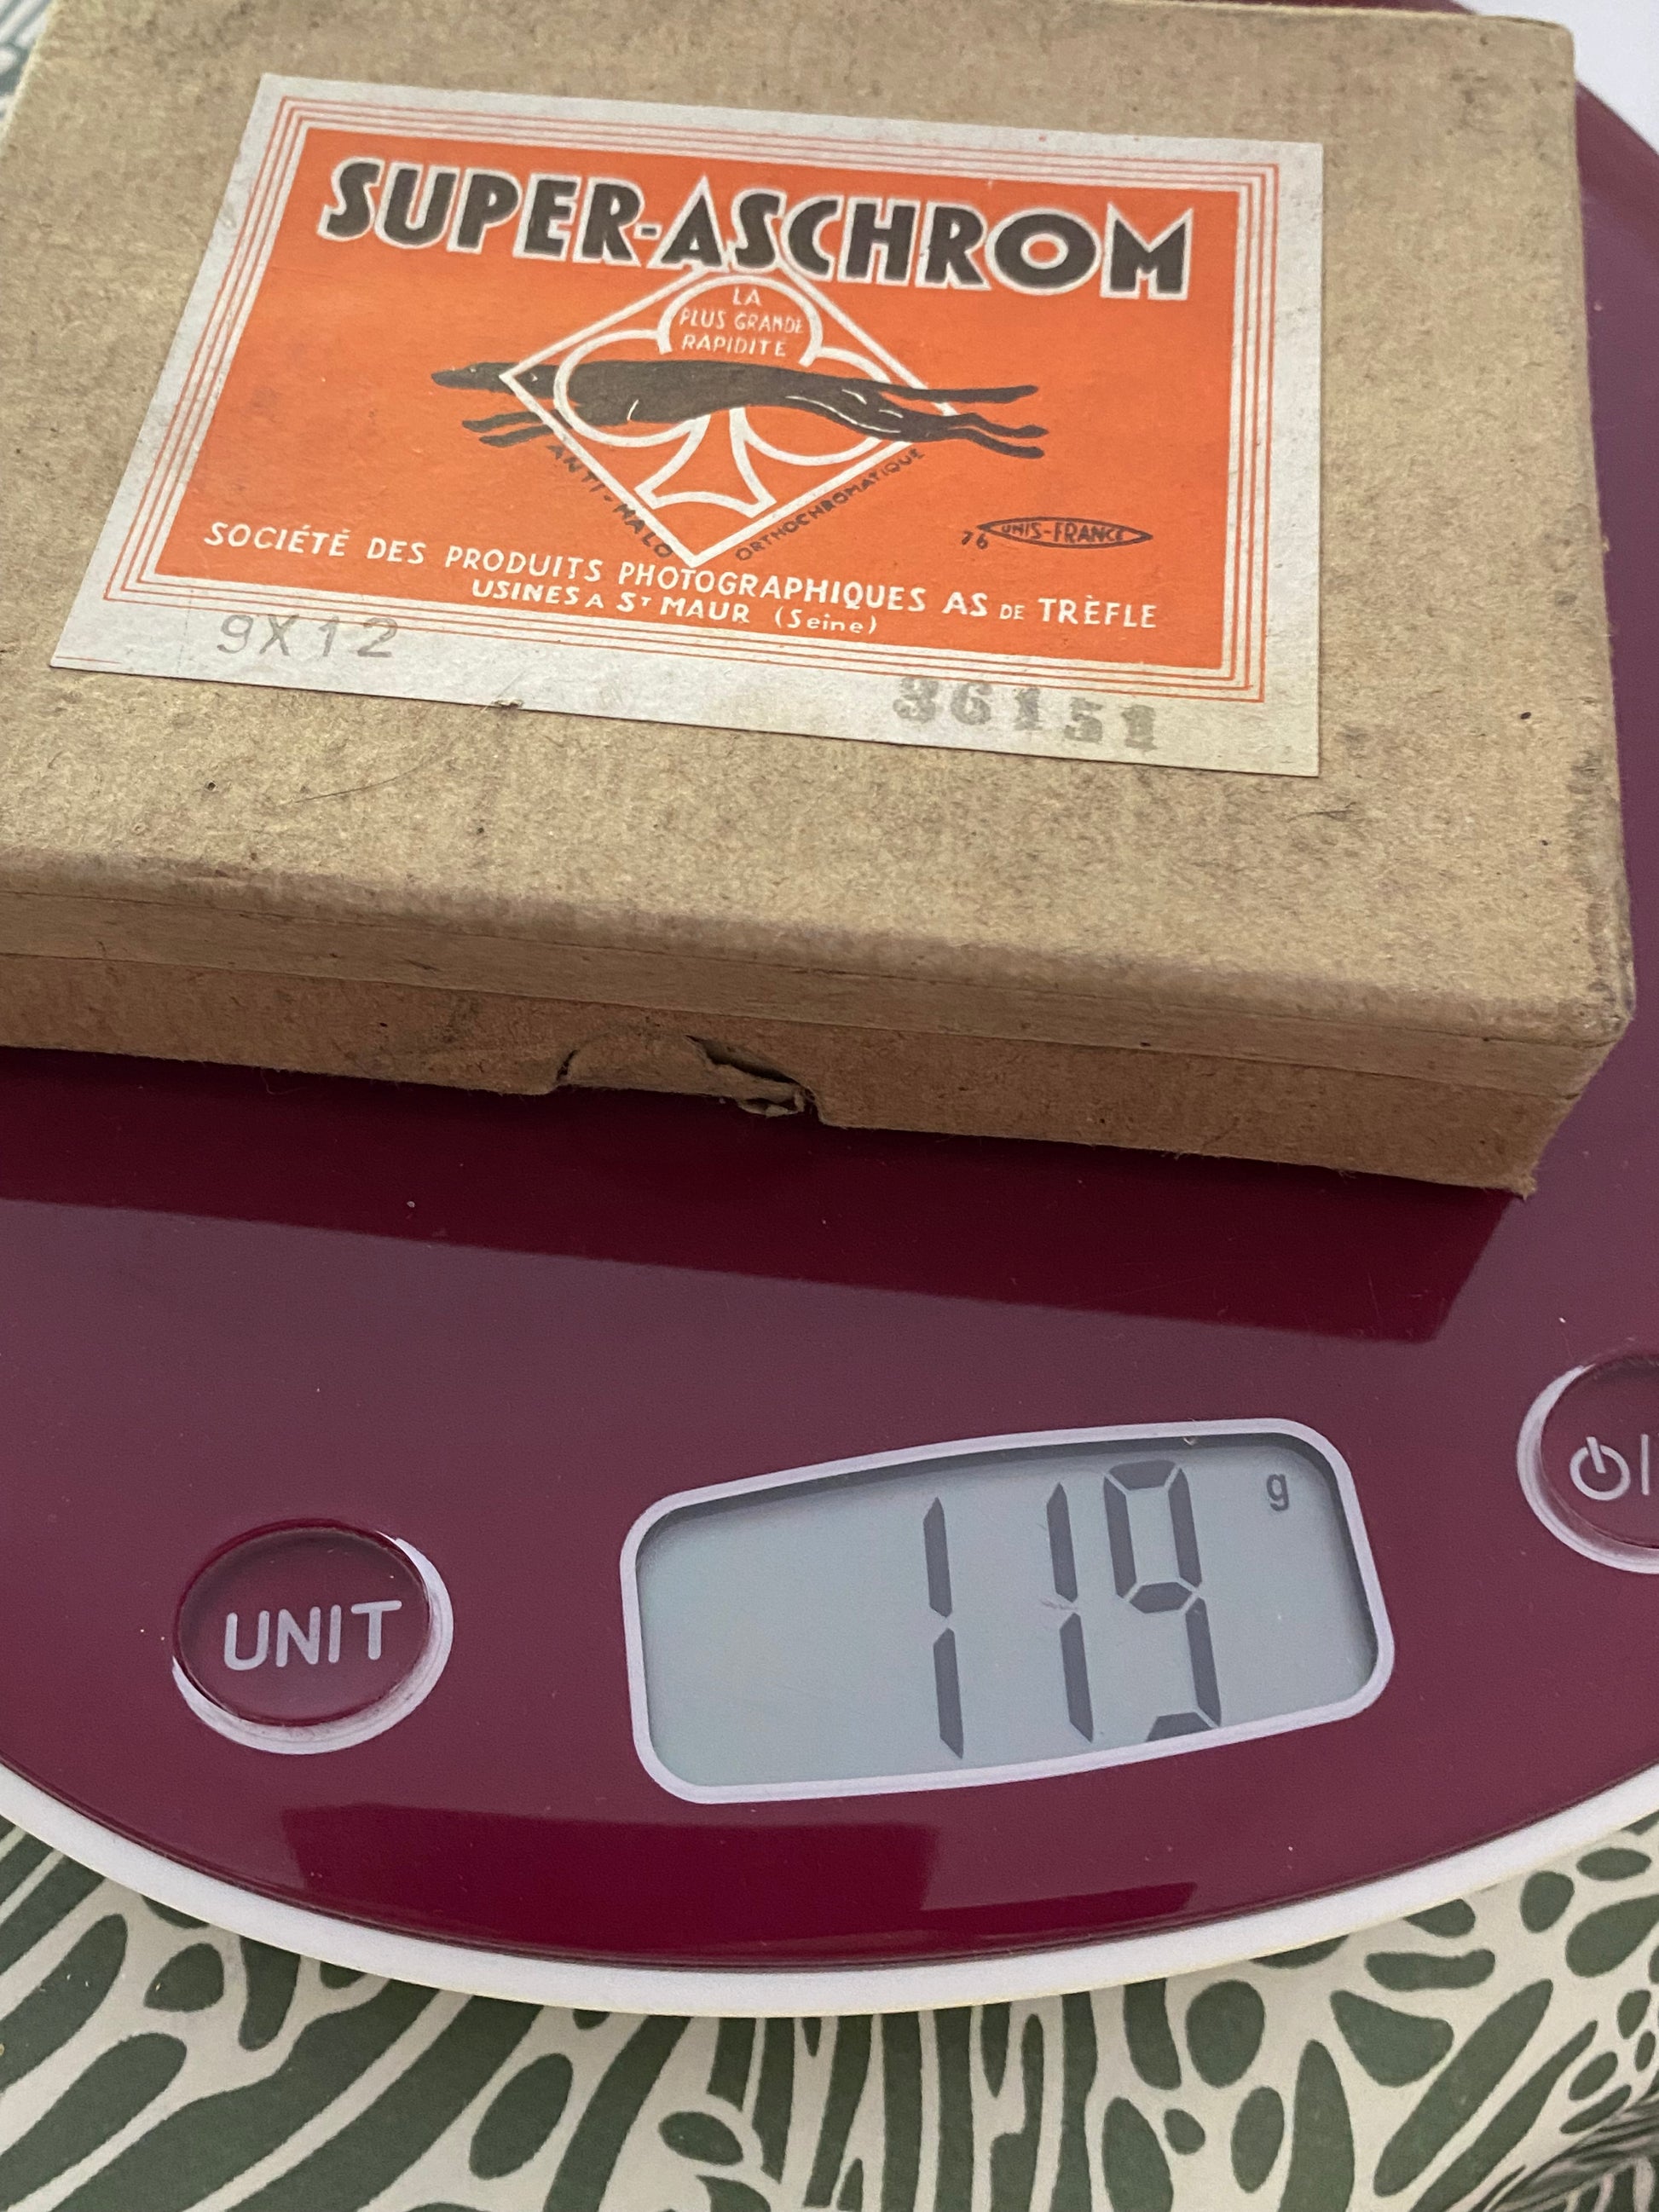 SUPER-ASCHROM
LA
PLUS GRANDE
RAPIDITE
ANTI-HALO
ORTHOCHROMATIQUE
76 UNIS-FRANCE
SOCIÉTÉ DES PRODUITS PHOTOGRAPHIQUES AS DE TRÈFLE
USINES A ST MAUR (Seine)
9X12
36151
119 g
UNIT